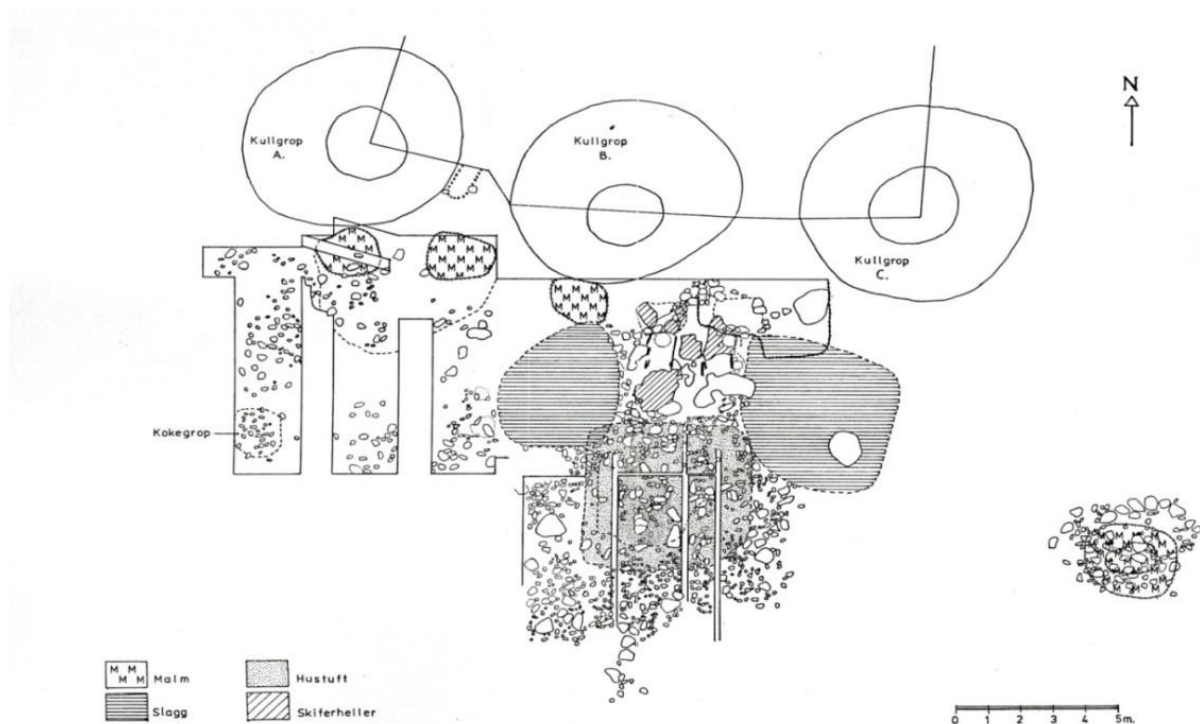 N
Kullgrop
A.
Kullgrop
B.
Kullgrop
C.
Kokegrop
M M
M M
Malm
Slagg
Hustuft
Skiferheller
0 1 2 3 4 5m.